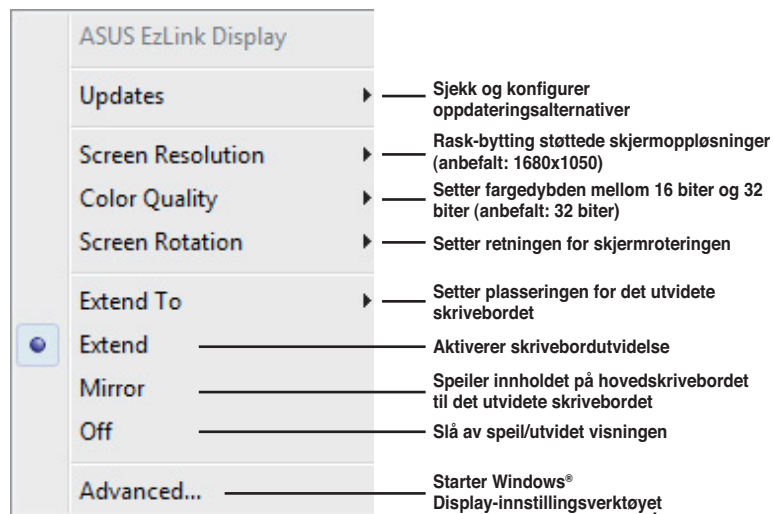 ASUS EzLink Display
Updates
Sjekk og konfigurer
oppdateringsalternativer
Screen Resolution
Rask-bytting støttede skjermoppløsninger
(anbefalt: 1680x1050)
Color Quality
Setter fargedybden mellom 16 biter og 32
biter (anbefalt: 32 biter)
Screen Rotation
Setter retningen for skjermroteringen
Extend To
Setter plasseringen for det utvidete
skrivebordet
Extend
Aktiverer skrivebordutvidelse
Mirror
Speiler innholdet på hovedskrivebordet
til det utvidete skrivebordet
Off
Slå av speil/utvidet visningen
Advanced...
Starter Windows®
Display-innstillingsverktøyet